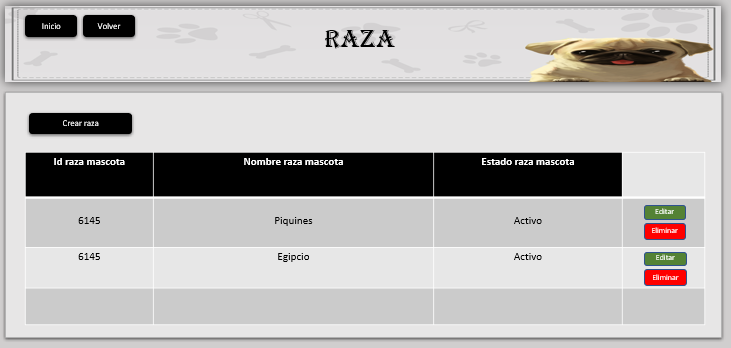 Inicio Volver
RAZA
Crear raza
Id raza mascota Nombre raza mascota Estado raza mascota
6145 Piquines Activo Editar
Eliminar
6145 Egipcio Activo Editar
Eliminar